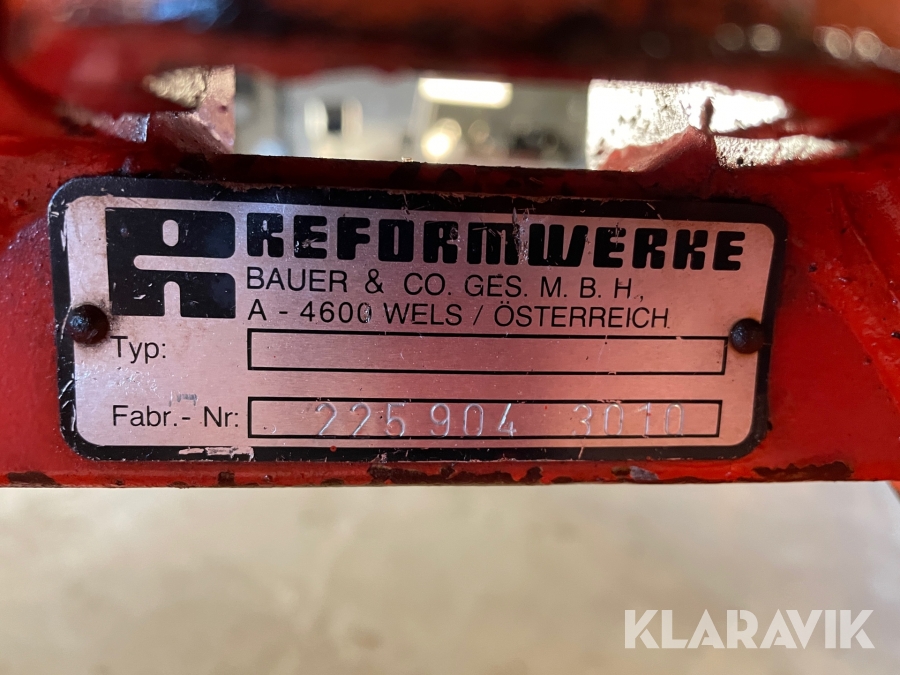 R REFORMWERKE
BAUER & CO. GES. M. B. H.,
A - 4600 WELS / ÖSTERREICH
Typ:
Fabr.- Nr: 225 904 3010
KLARAVIK